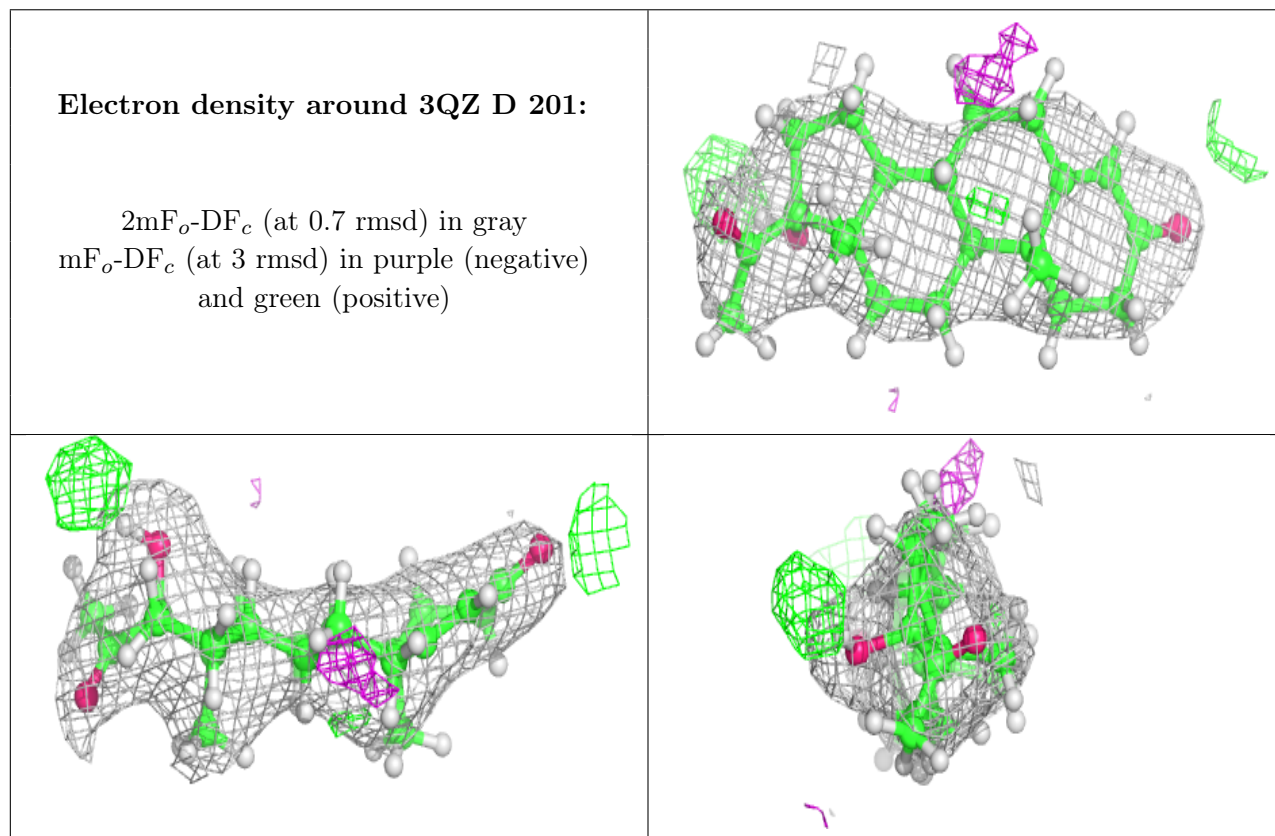 Electron density around 3QZ D 201:
2mFo-DFc (at 0.7 rmsd) in gray
mFo-DFc (at 3 rmsd) in purple (negative)
and green (positive)